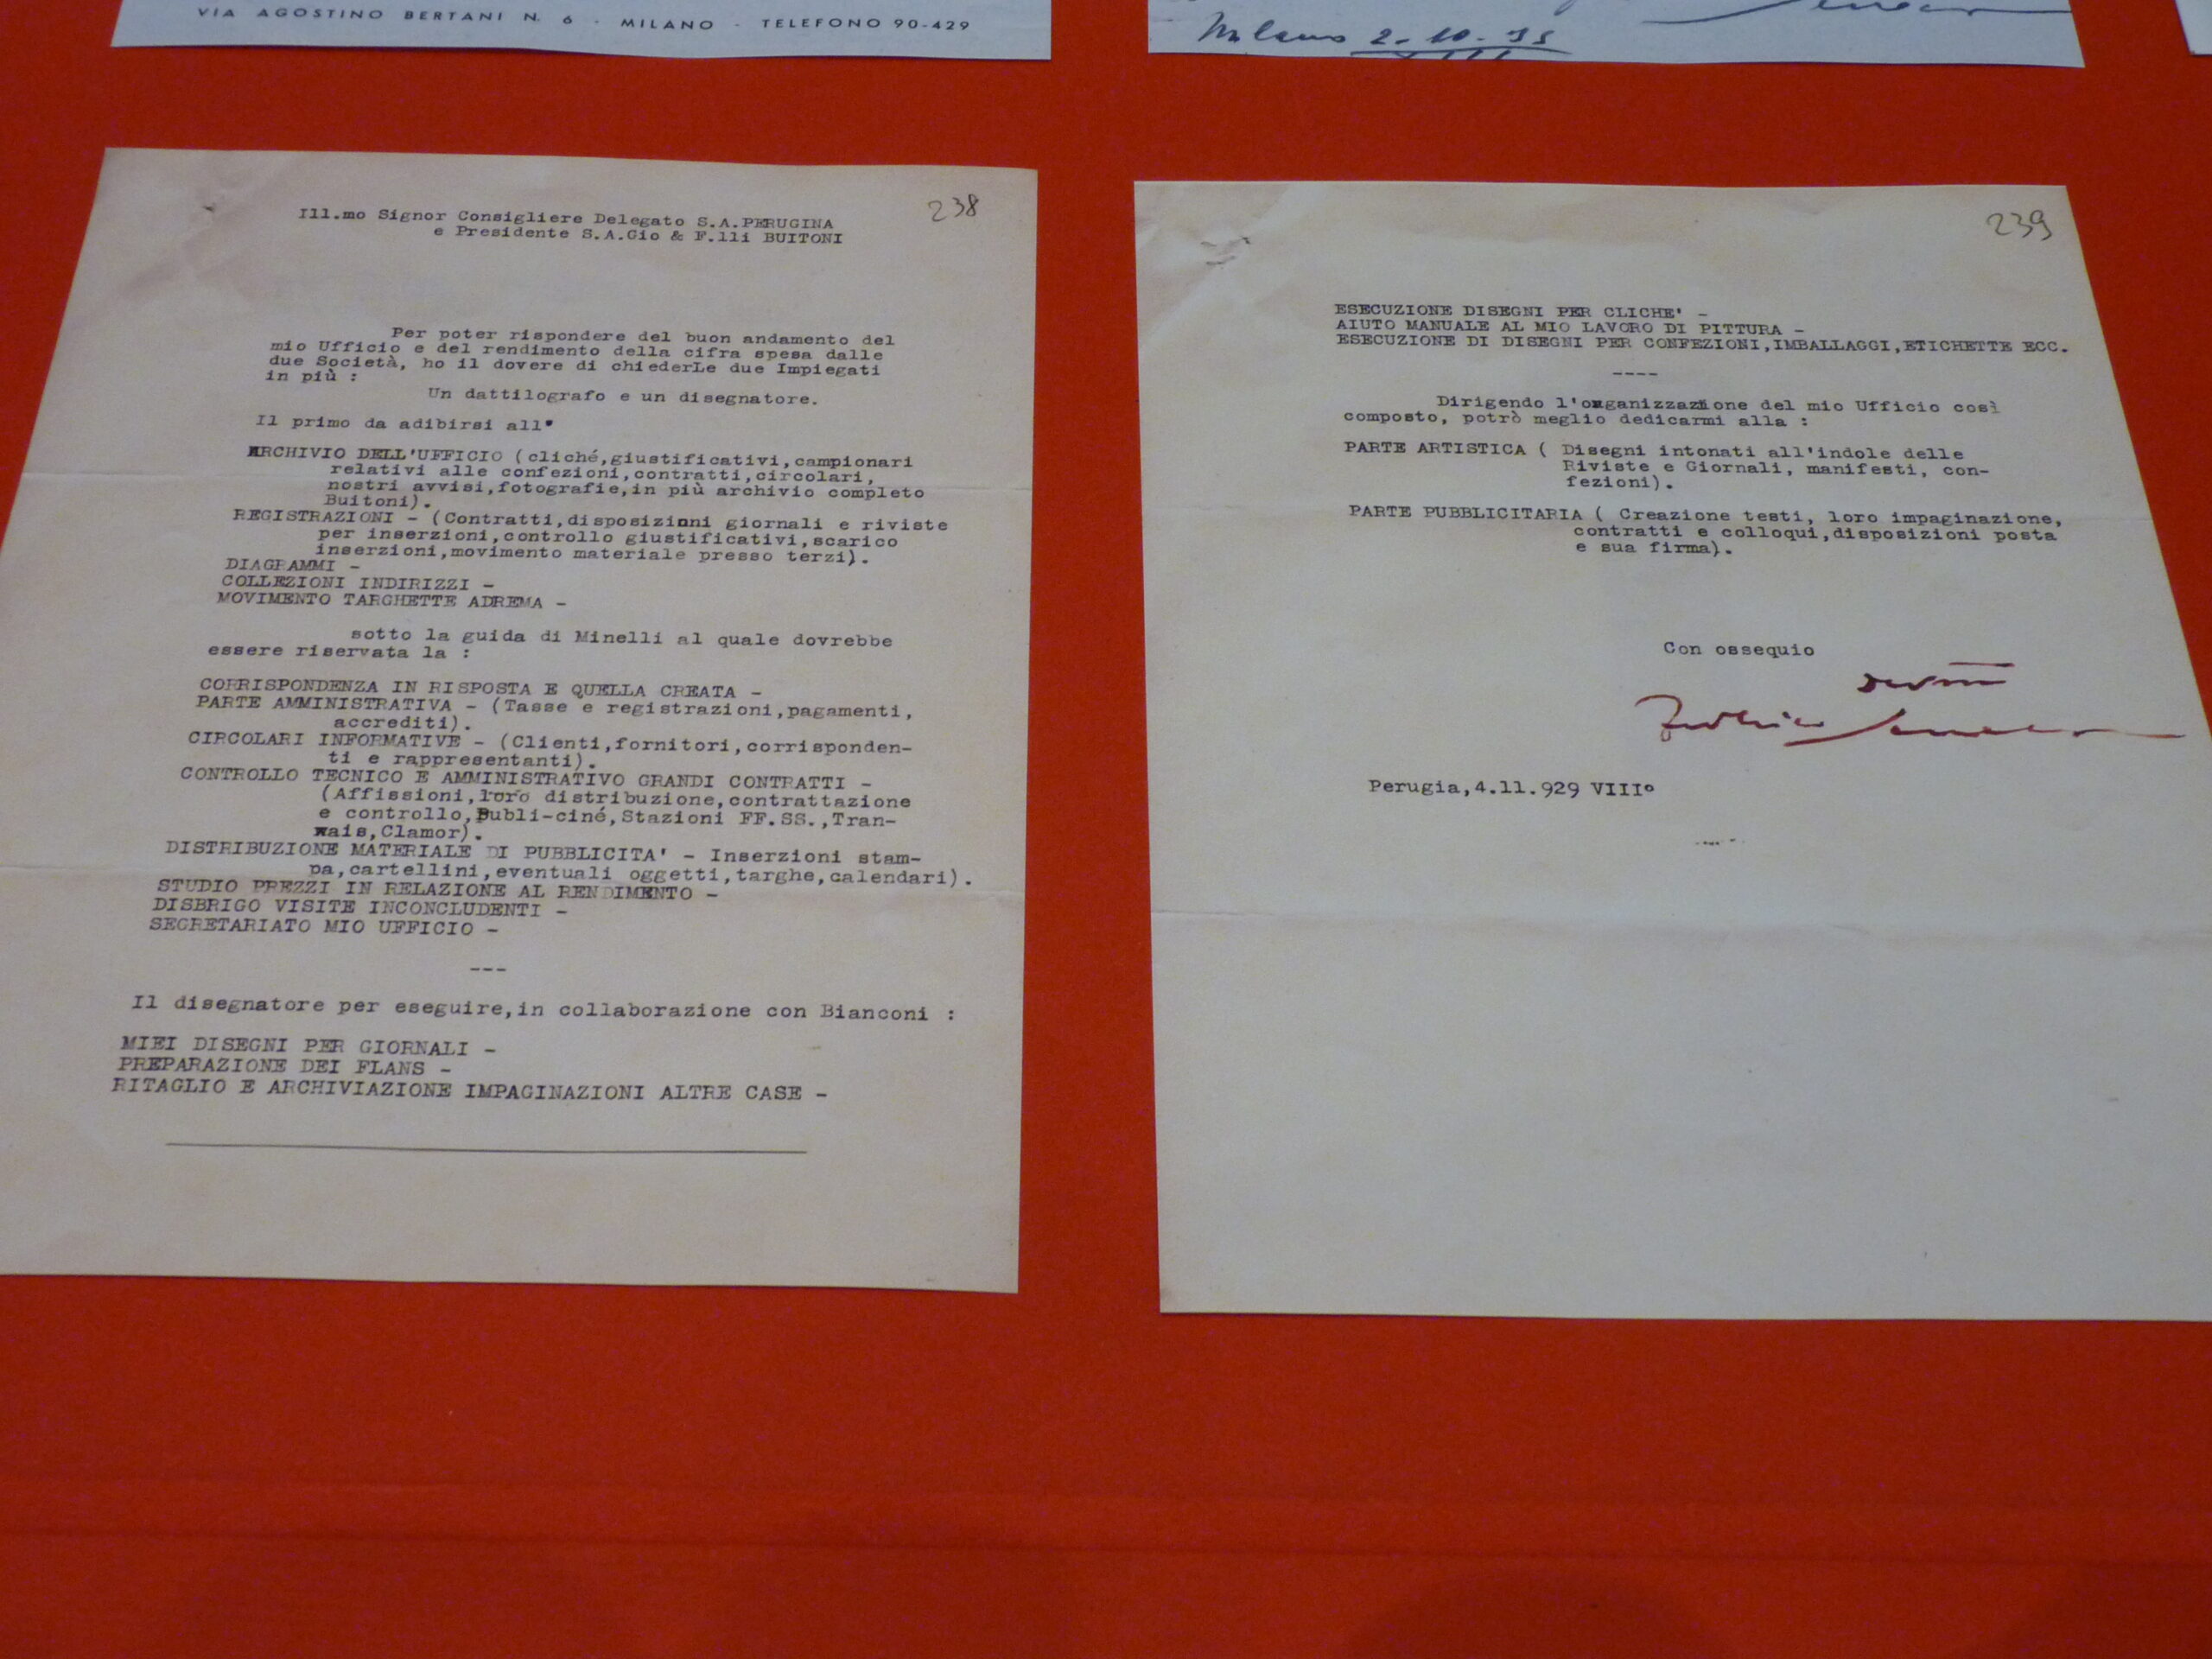 VIA AGOSTINO BERTANI N. 6 - MILANO - TELEFONO 90-429
Milano 2-10-35
XIII
238
Ill.mo Signor Consigliere Delegato S.A.PERUGINA
e Presidente S.A.Gio & F.lli BUITONI
Per poter rispondere del buon andamento del
mio Ufficio e del rendimento della cifra spesa dalle
due Società, ho il dovere di chiederLe due Impiegati
in più :
Un dattilografo e un disegnatore.
Il primo da adibirsi all'
ARCHIVIO DELL'UFFICIO (cliché,giustificativi,campionari
relativi alle confezioni,contratti,circolari,
nostri avvisi,fotografie,in più archivio completo
Buitoni).
REGISTRAZIONI - (Contratti,disposizioni giornali e riviste
per inserzioni,controllo giustificativi,scarico
inserzioni,movimento materiale presso terzi).
DIAGRAMMI -
COLLEZIONI INDIRIZZI -
MOVIMENTO TARGHETTE ADREMA -
sotto la guida di Minelli al quale dovrebbe
essere riservata la :
CORRISPONDENZA IN RISPOSTA E QUELLA CREATA -
PARTE AMMINISTRATIVA - (Tasse e registrazioni,pagamenti,
accrediti).
CIRCOLARI INFORMATIVE - (Clienti,fornitori,corrisponden-
ti e rappresentanti).
CONTROLLO TECNICO E AMMINISTRATIVO GRANDI CONTRATTI -
(Affissioni,loro distribuzione,contrattazione
e controllo,Publi-ciné,Stazioni FF.SS.,Tran-
wais,Clamor).
DISTRIBUZIONE MATERIALE DI PUBBLICITA' - Inserzioni stam-
pa,cartellini,eventuali oggetti,targhe,calendari).
STUDIO PREZZI IN RELAZIONE AL RENDIMENTO -
DISBRIGO VISITE INCONCLUDENTI -
SEGRETARIATO MIO UFFICIO -
---
Il disegnatore per eseguire,in collaborazione con Bianconi :
MIEI DISEGNI PER GIORNALI -
PREPARAZIONE DEI FLANS -
RITAGLIO E ARCHIVIAZIONE IMPAGINAZIONI ALTRE CASE -
239
ESECUZIONE DISEGNI PER CLICHE' -
AIUTO MANUALE AL MIO LAVORO DI PITTURA -
ESECUZIONE DI DISEGNI PER CONFEZIONI,IMBALLAGGI,ETICHETTE ECC.
----
Dirigendo l'organizzazione del mio Ufficio così
composto, potrò meglio dedicarmi alla :
PARTE ARTISTICA ( Disegni intonati all'indole delle
Riviste e Giornali, manifesti, con-
fezioni).
PARTE PUBBLICITARIA ( Creazione testi, loro impaginazione,
contratti e colloqui,disposizioni posta
e sua firma).
Con ossequio
Federico Seneca
Perugia,4.11.929 VIII°